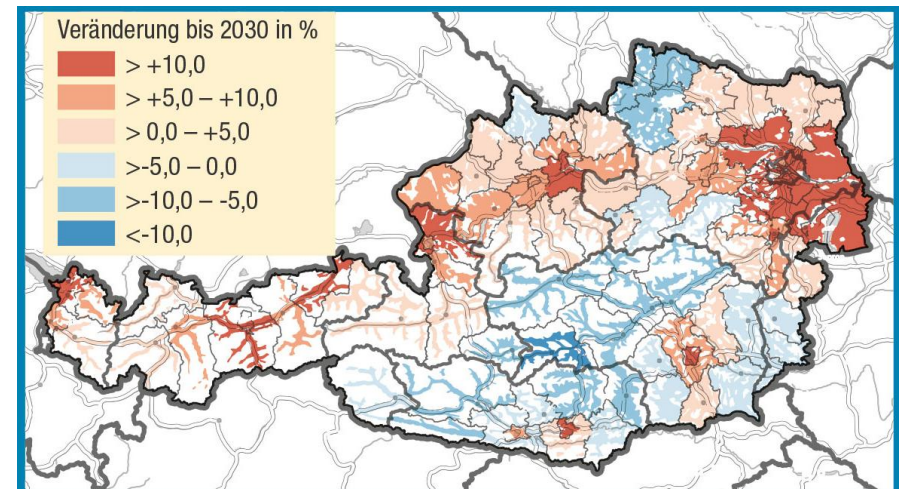 Veränderung bis 2030 in %
> +10,0
> +5,0 – +10,0
> 0,0 – +5,0
>-5,0 – 0,0
>-10,0 – -5,0
<-10,0